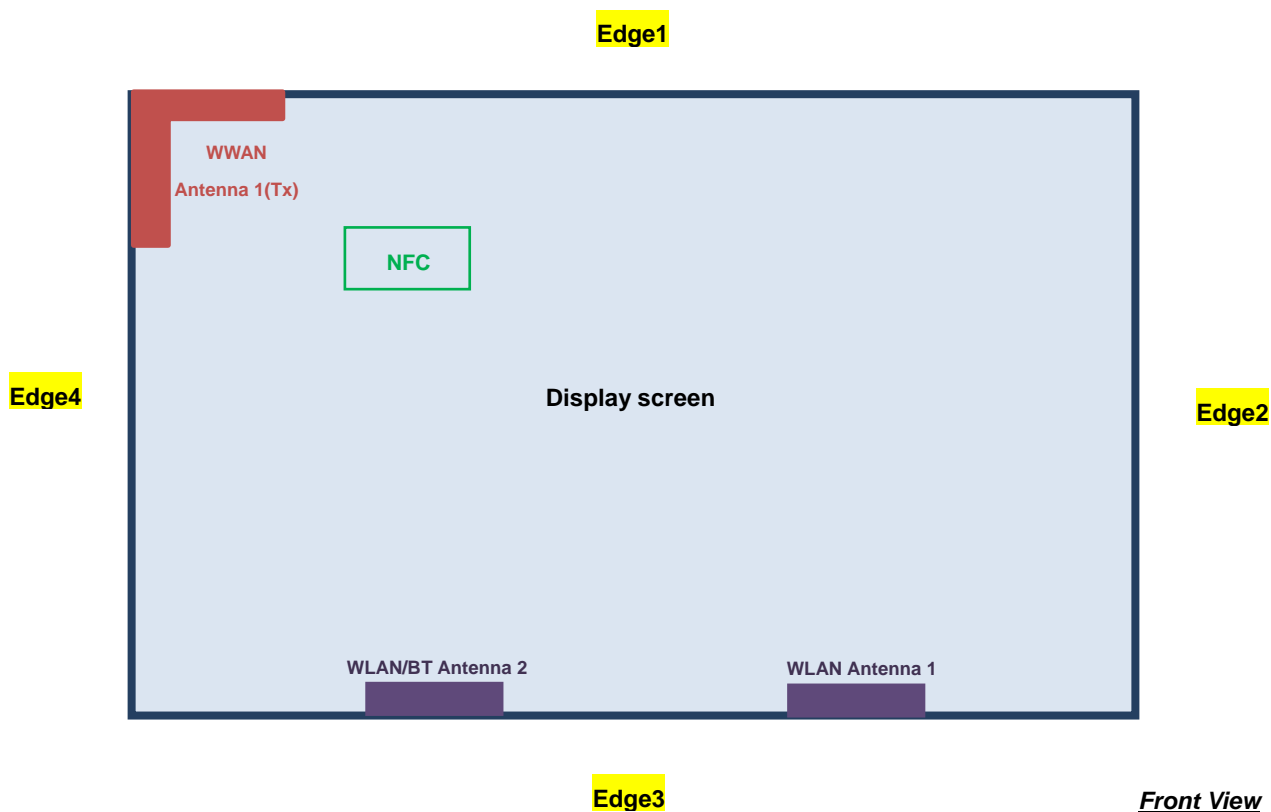 Edge1
WWAN
Antenna 1(Tx)
NFC
Edge4
Display screen
Edge2
WLAN/BT Antenna 2
WLAN Antenna 1
Edge3
Front View